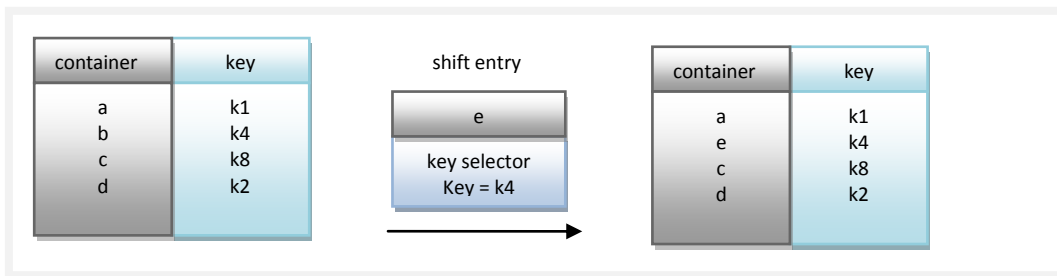 container key
a k1
b k4
c k8
d k2
shift entry
e
key selector
Key = k4
container key
a k1
e k4
c k8
d k2